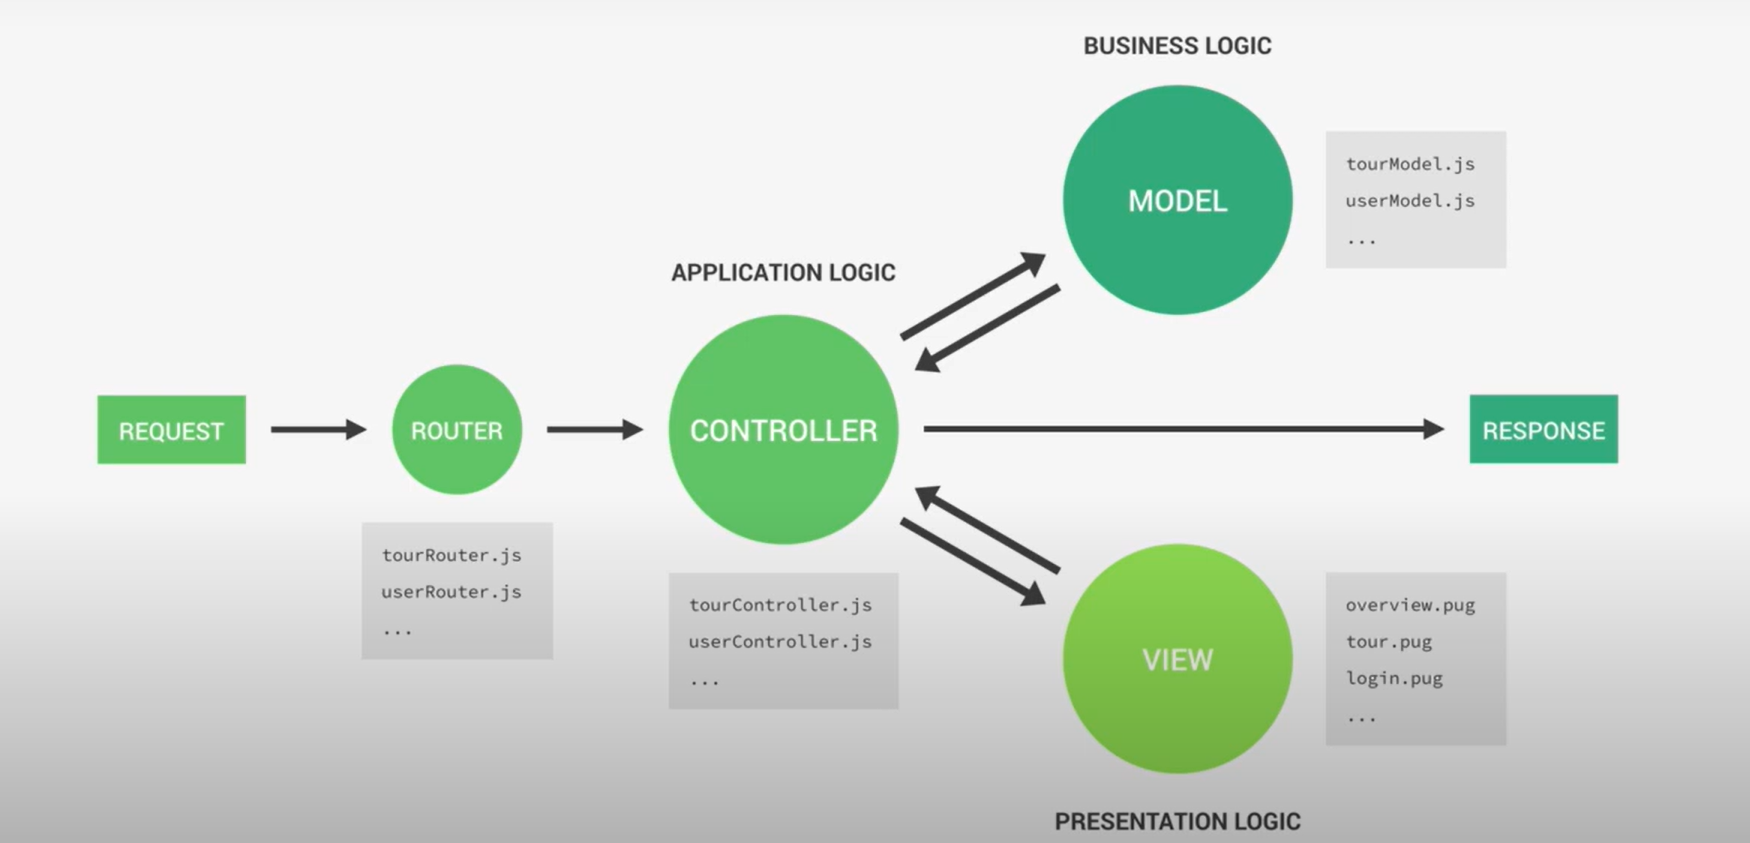 BUSINESS LOGIC
MODEL
tourModel.js
userModel.js
...
APPLICATION LOGIC
REQUEST
ROUTER
CONTROLLER
RESPONSE
tourRouter.js
userRouter.js
...
tourController.js
userController.js
...
VIEW
overview.pug
tour.pug
login.pug
...
PRESENTATION LOGIC